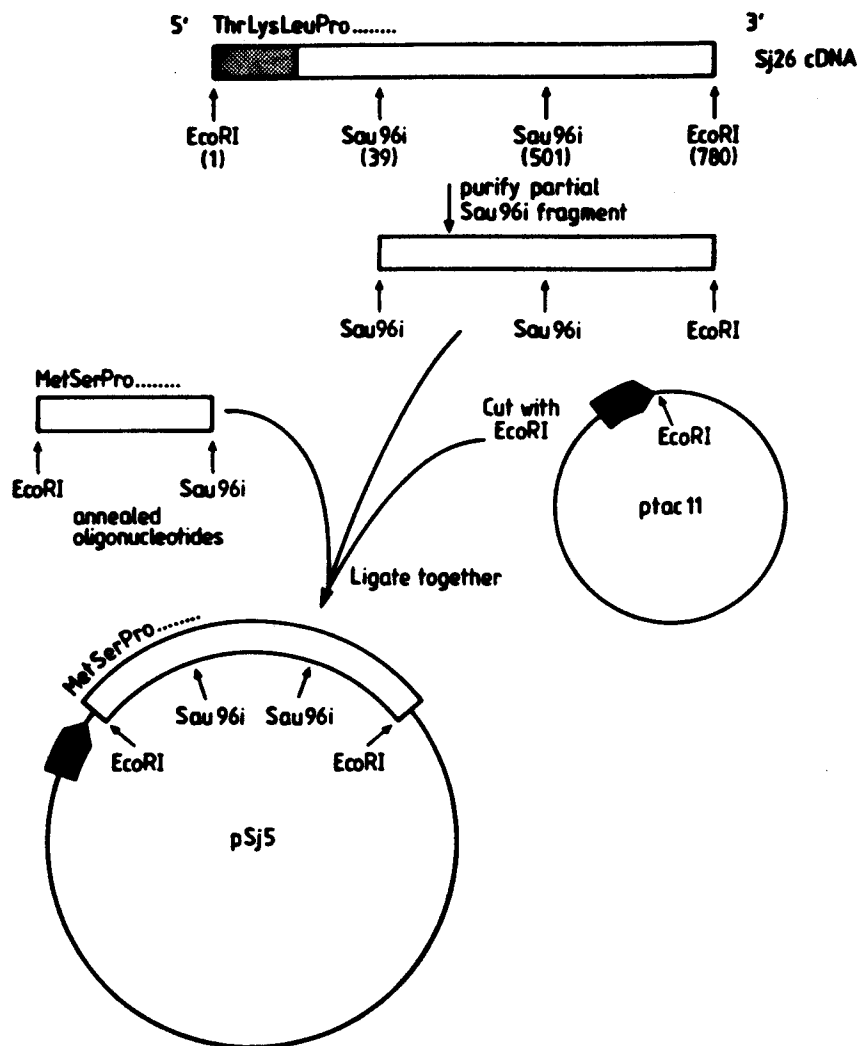 5' ThrLysLeuPro........ 3'
Sj26 cDNA
EcoRI Sau96i Sau96i EcoRI
(1) (39) (501) (780)
purify partial
Sau96i fragment
Sau96i Sau96i EcoRI
MetSerPro........
EcoRI Sau96i
annealed
oligonucleotides
Cut with
EcoRI
EcoRI
ptac11
Ligate together
MetSerPro........
Sau96i Sau96i
EcoRI EcoRI
pSj5